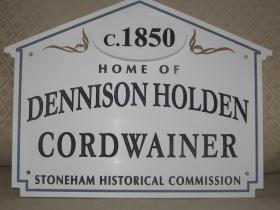 c.1850
HOME OF
DENNISON HOLDEN
CORDWAINER
STONEHAM HISTORICAL COMMISSION